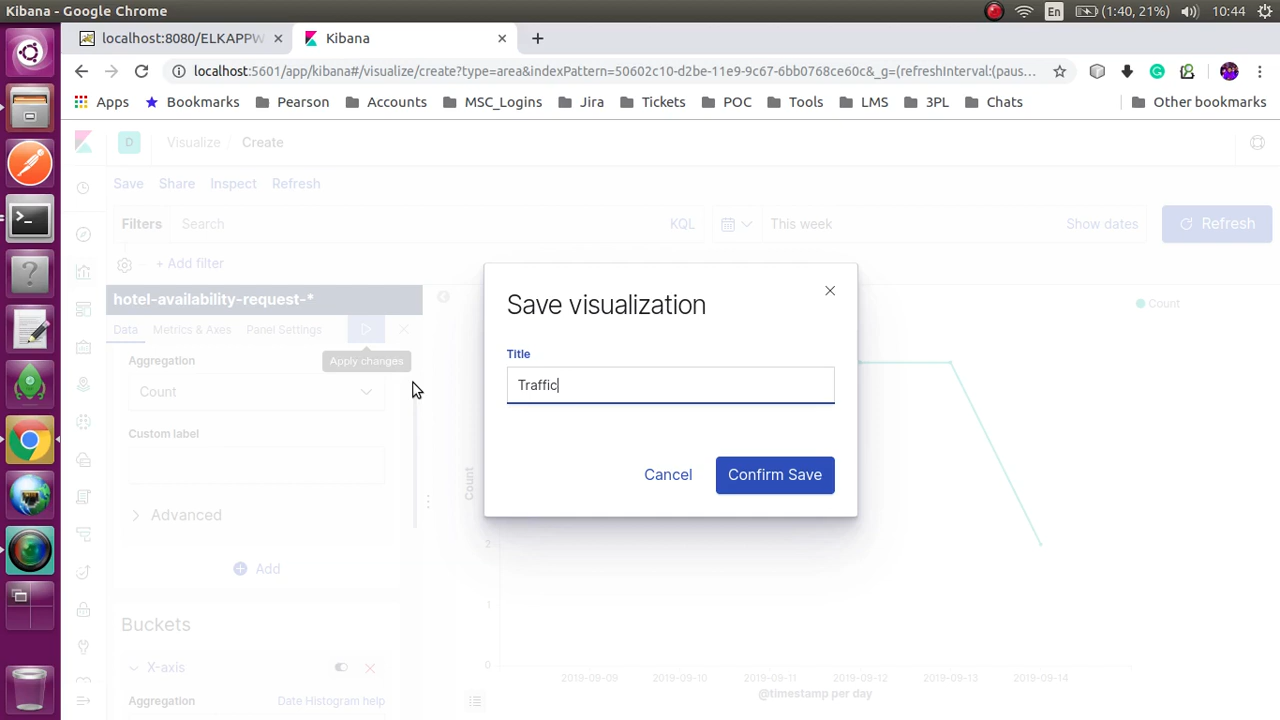 Kibana - Google Chrome
En
(1:40, 21%)
10:44
localhost:8080/ELKAPPW
Kibana
localhost:5601/app/kibana#/visualize/create?type=area&indexPattern=50602c10-d2be-11e9-9c67-6bb0768ce60c&_g=(refreshInterval:(paus...
Apps
Bookmarks
Pearson
Accounts
MSC_Logins
Jira
Tickets
POC
Tools
LMS
3PL
Chats
Other bookmarks
D
Visualize / Create
Save
Share
Inspect
Refresh
Filters
Search
KQL
This week
Show dates
Refresh
+ Add filter
hotel-availability-request-*
Data
Metrics & Axes
Panel Settings
Apply changes
Aggregation
Count
Custom label
Advanced
Add
Buckets
X-axis
Aggregation
Date Histogram help
Save visualization
Title
Traffic
Cancel
Confirm Save
Count
Count
2
1
0
2019-09-09
2019-09-10
2019-09-11
2019-09-12
2019-09-13
2019-09-14
@timestamp per day